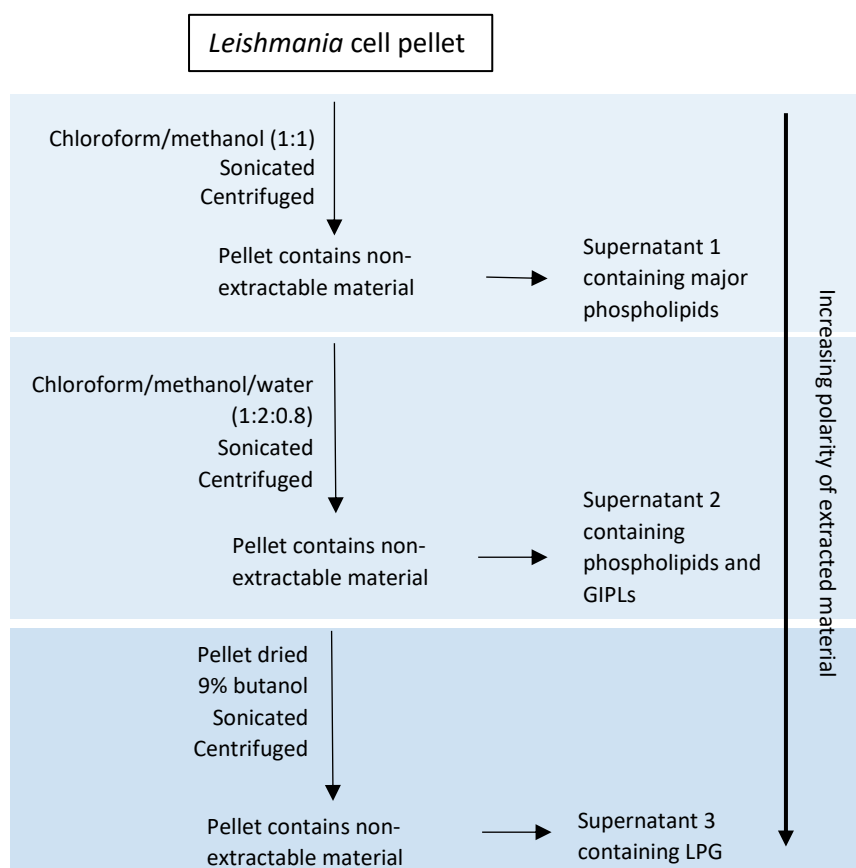 Leishmania cell pellet
Chloroform/methanol (1:1)
Sonicated
Centrifuged
Pellet contains non-
extractable material
Supernatant 1
containing major
phospholipids
Chloroform/methanol/water
(1:2:0.8)
Sonicated
Centrifuged
Pellet contains non-
extractable material
Supernatant 2
containing
phospholipids and
GIPLs
Pellet dried
9% butanol
Sonicated
Centrifuged
Pellet contains non-
extractable material
Supernatant 3
containing LPG
Increasing polarity of extracted material